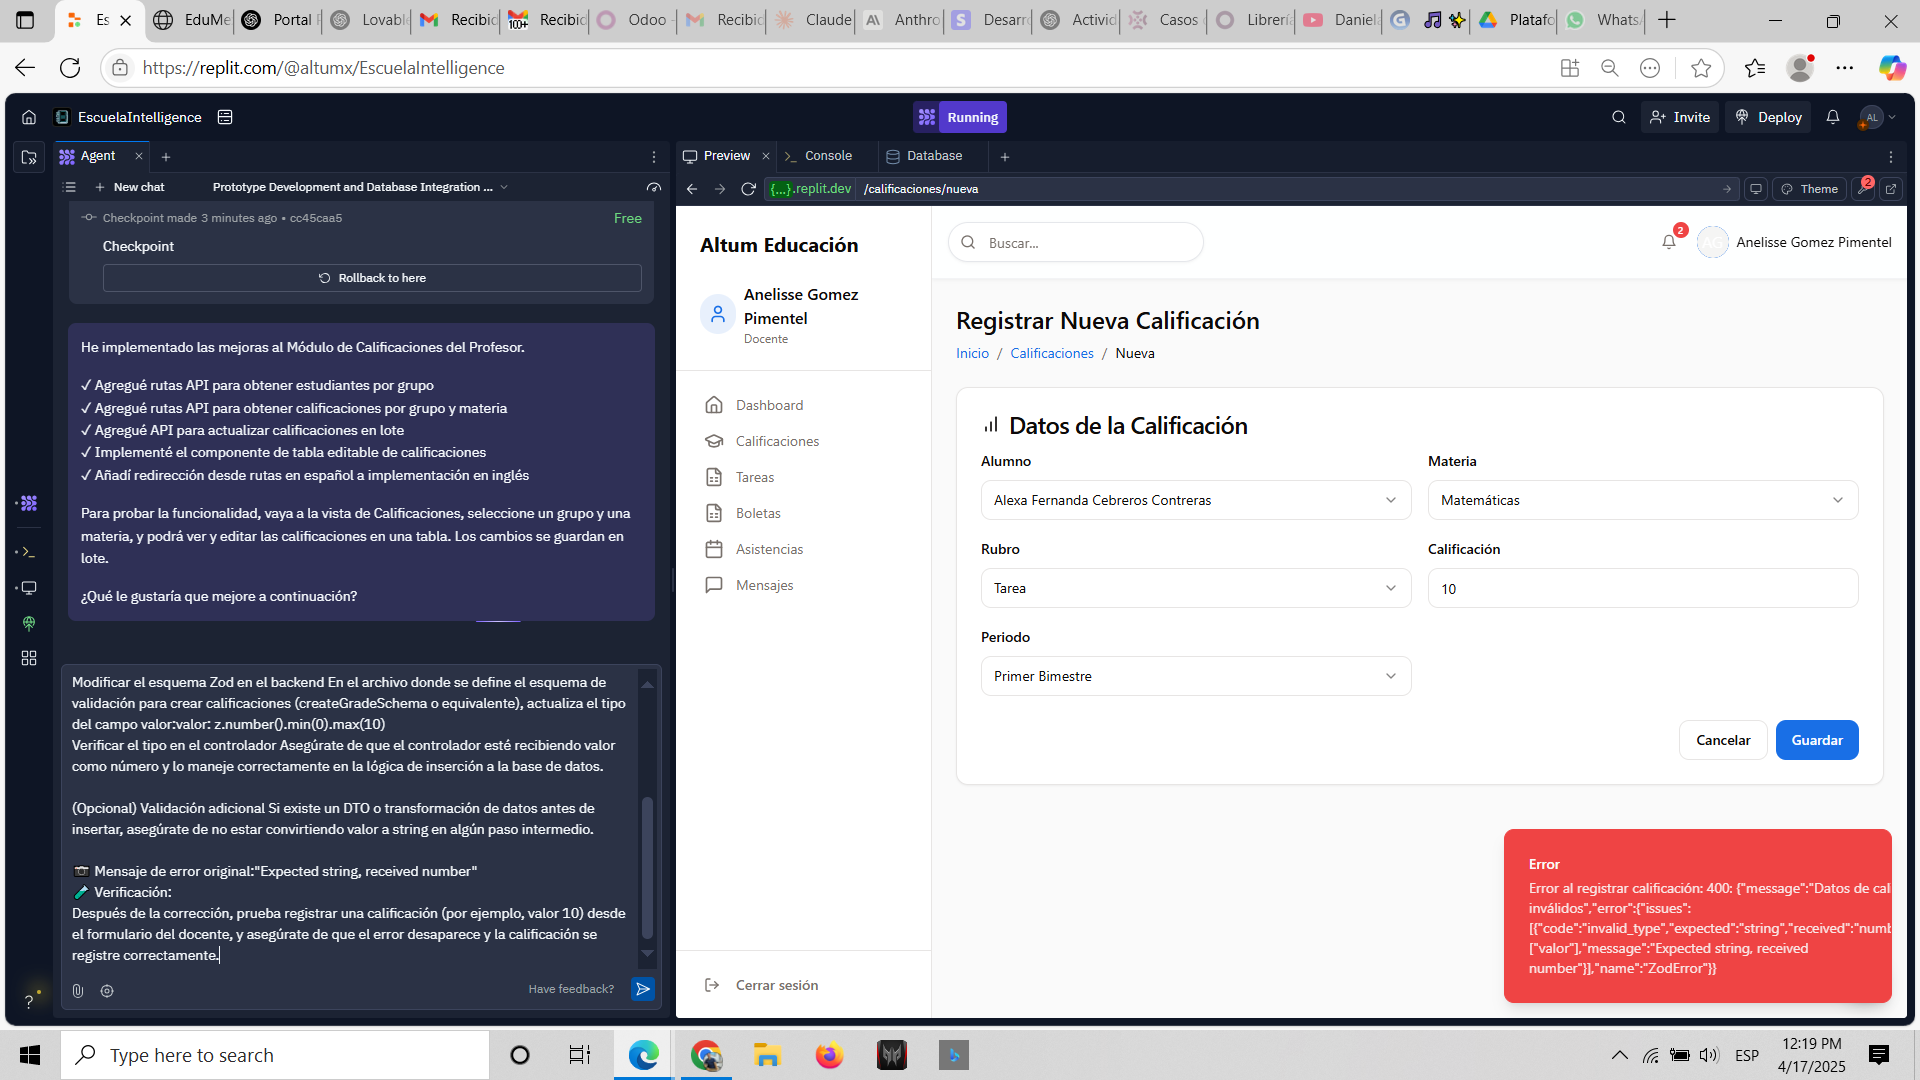 Es
EduMe
Portal
Lovabl
Recibid
100+
Recibid
Odoo
Recibid
Claude
Anthro
Desarr
Activid
Casos
Librerí
Daniela
Platafo
Whats
https://replit.com/@altumx/EscuelaIntelligence
EscuelaIntelligence
Running
Invite
Deploy
AL
Agent
Preview
Console
Database
New chat
Prototype Development and Database Integration ...
{...}.replit.dev /calificaciones/nueva
Theme
2
Checkpoint made 3 minutes ago • cc45caa5
Free
Checkpoint
Rollback to here
He implementado las mejoras al Módulo de Calificaciones del Profesor.
✓ Agregué rutas API para obtener estudiantes por grupo
✓ Agregué rutas API para obtener calificaciones por grupo y materia
✓ Agregué API para actualizar calificaciones en lote
✓ Implementé el componente de tabla editable de calificaciones
✓ Añadí redirección desde rutas en español a implementación en inglés
Para probar la funcionalidad, vaya a la vista de Calificaciones, seleccione un grupo y una
materia, y podrá ver y editar las calificaciones en una tabla. Los cambios se guardan en
lote.
¿Qué le gustaría que mejore a continuación?
Modificar el esquema Zod en el backend En el archivo donde se define el esquema de
validación para crear calificaciones (createGradeSchema o equivalente), actualiza el tipo
del campo valor:valor: z.number().min(0).max(10)
Verificar el tipo en el controlador Asegúrate de que el controlador esté recibiendo valor
como número y lo maneje correctamente en la lógica de inserción a la base de datos.
(Opcional) Validación adicional Si existe un DTO o transformación de datos antes de
insertar, asegúrate de no estar convirtiendo valor a string en algún paso intermedio.
📷 Mensaje de error original:"Expected string, received number"
🧪 Verificación:
Después de la corrección, prueba registrar una calificación (por ejemplo, valor 10) desde
el formulario del docente, y asegúrate de que el error desaparece y la calificación se
registre correctamente.
Have feedback?
Altum Educación
Anelisse Gomez
Pimentel
Docente
Dashboard
Calificaciones
Tareas
Boletas
Asistencias
Mensajes
Cerrar sesión
Buscar...
2
AG
Anelisse Gomez Pimentel
Registrar Nueva Calificación
Inicio / Calificaciones / Nueva
Datos de la Calificación
Alumno
Materia
Alexa Fernanda Cebreros Contreras
Matemáticas
Rubro
Calificación
Tarea
10
Periodo
Primer Bimestre
Cancelar
Guardar
Error
Error al registrar calificación: 400: {"message":"Datos de cal
inválidos","error":{"issues":
[{"code":"invalid_type","expected":"string","received":"numb
["valor"],"message":"Expected string, received
number"}],"name":"ZodError"}}
Type here to search
ESP
12:19 PM
4/17/2025